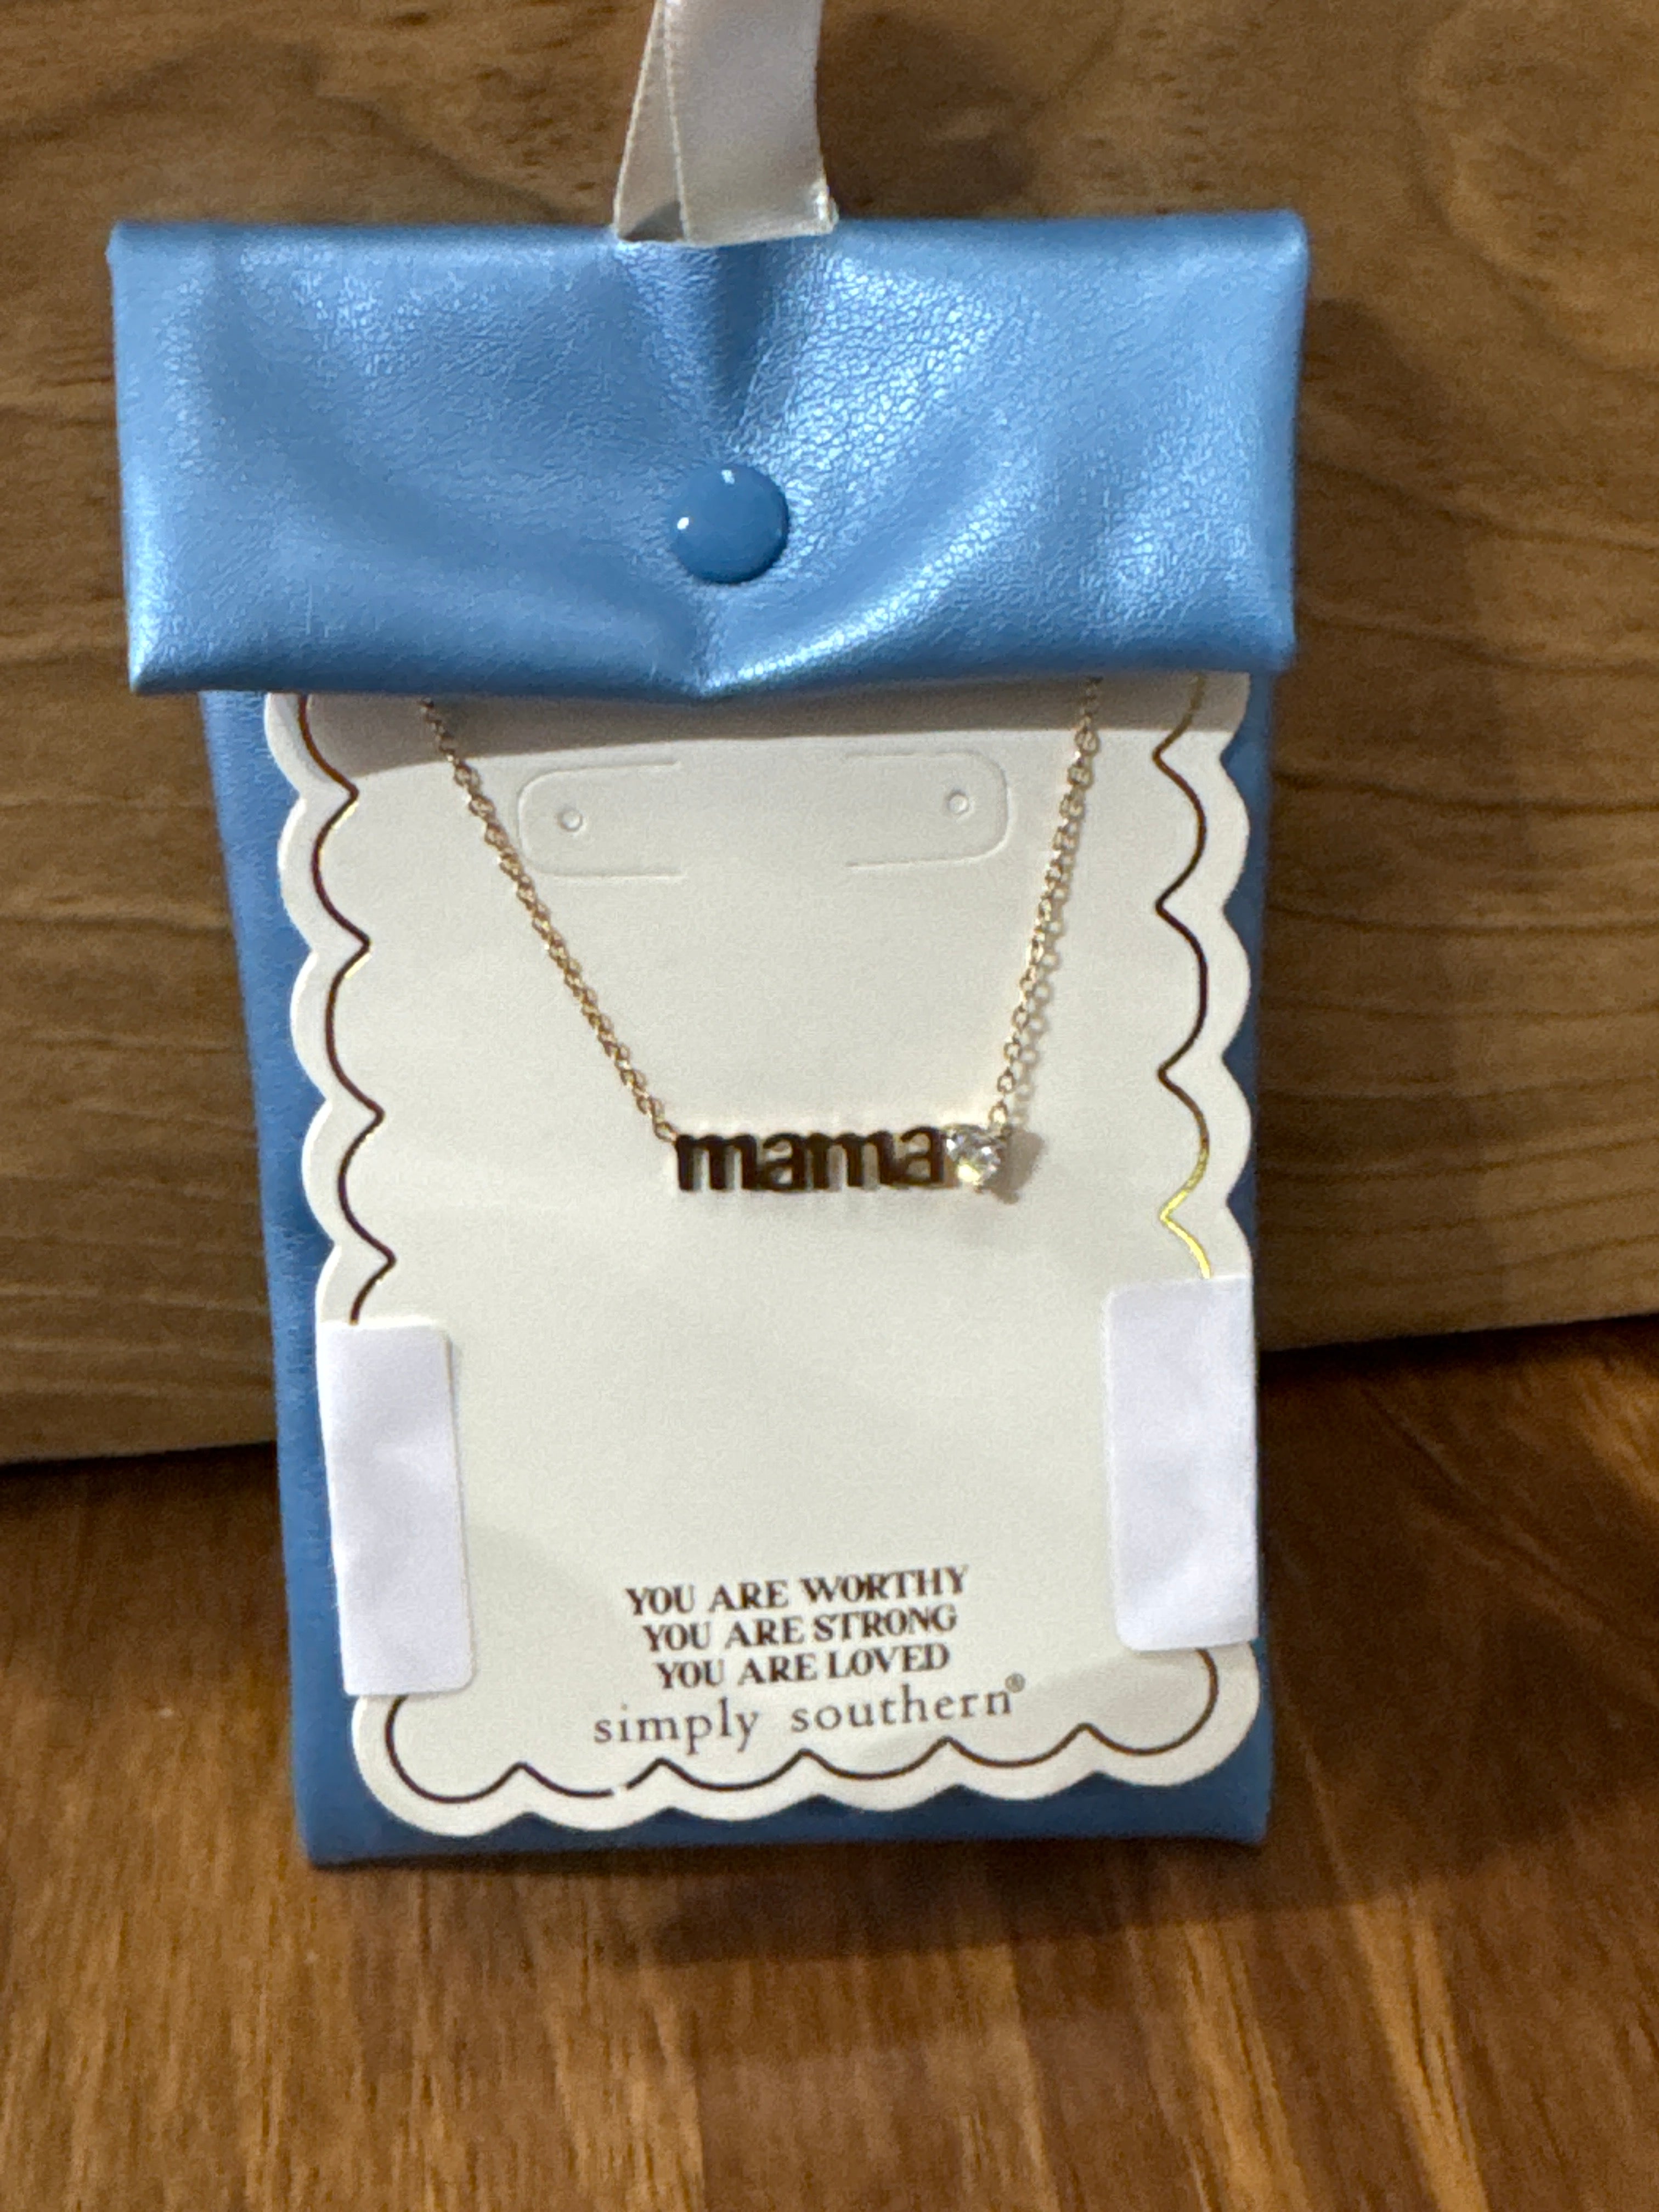 mama
YOU ARE WORTHY
YOU ARE STRONG
YOU ARE LOVED
simply southern®